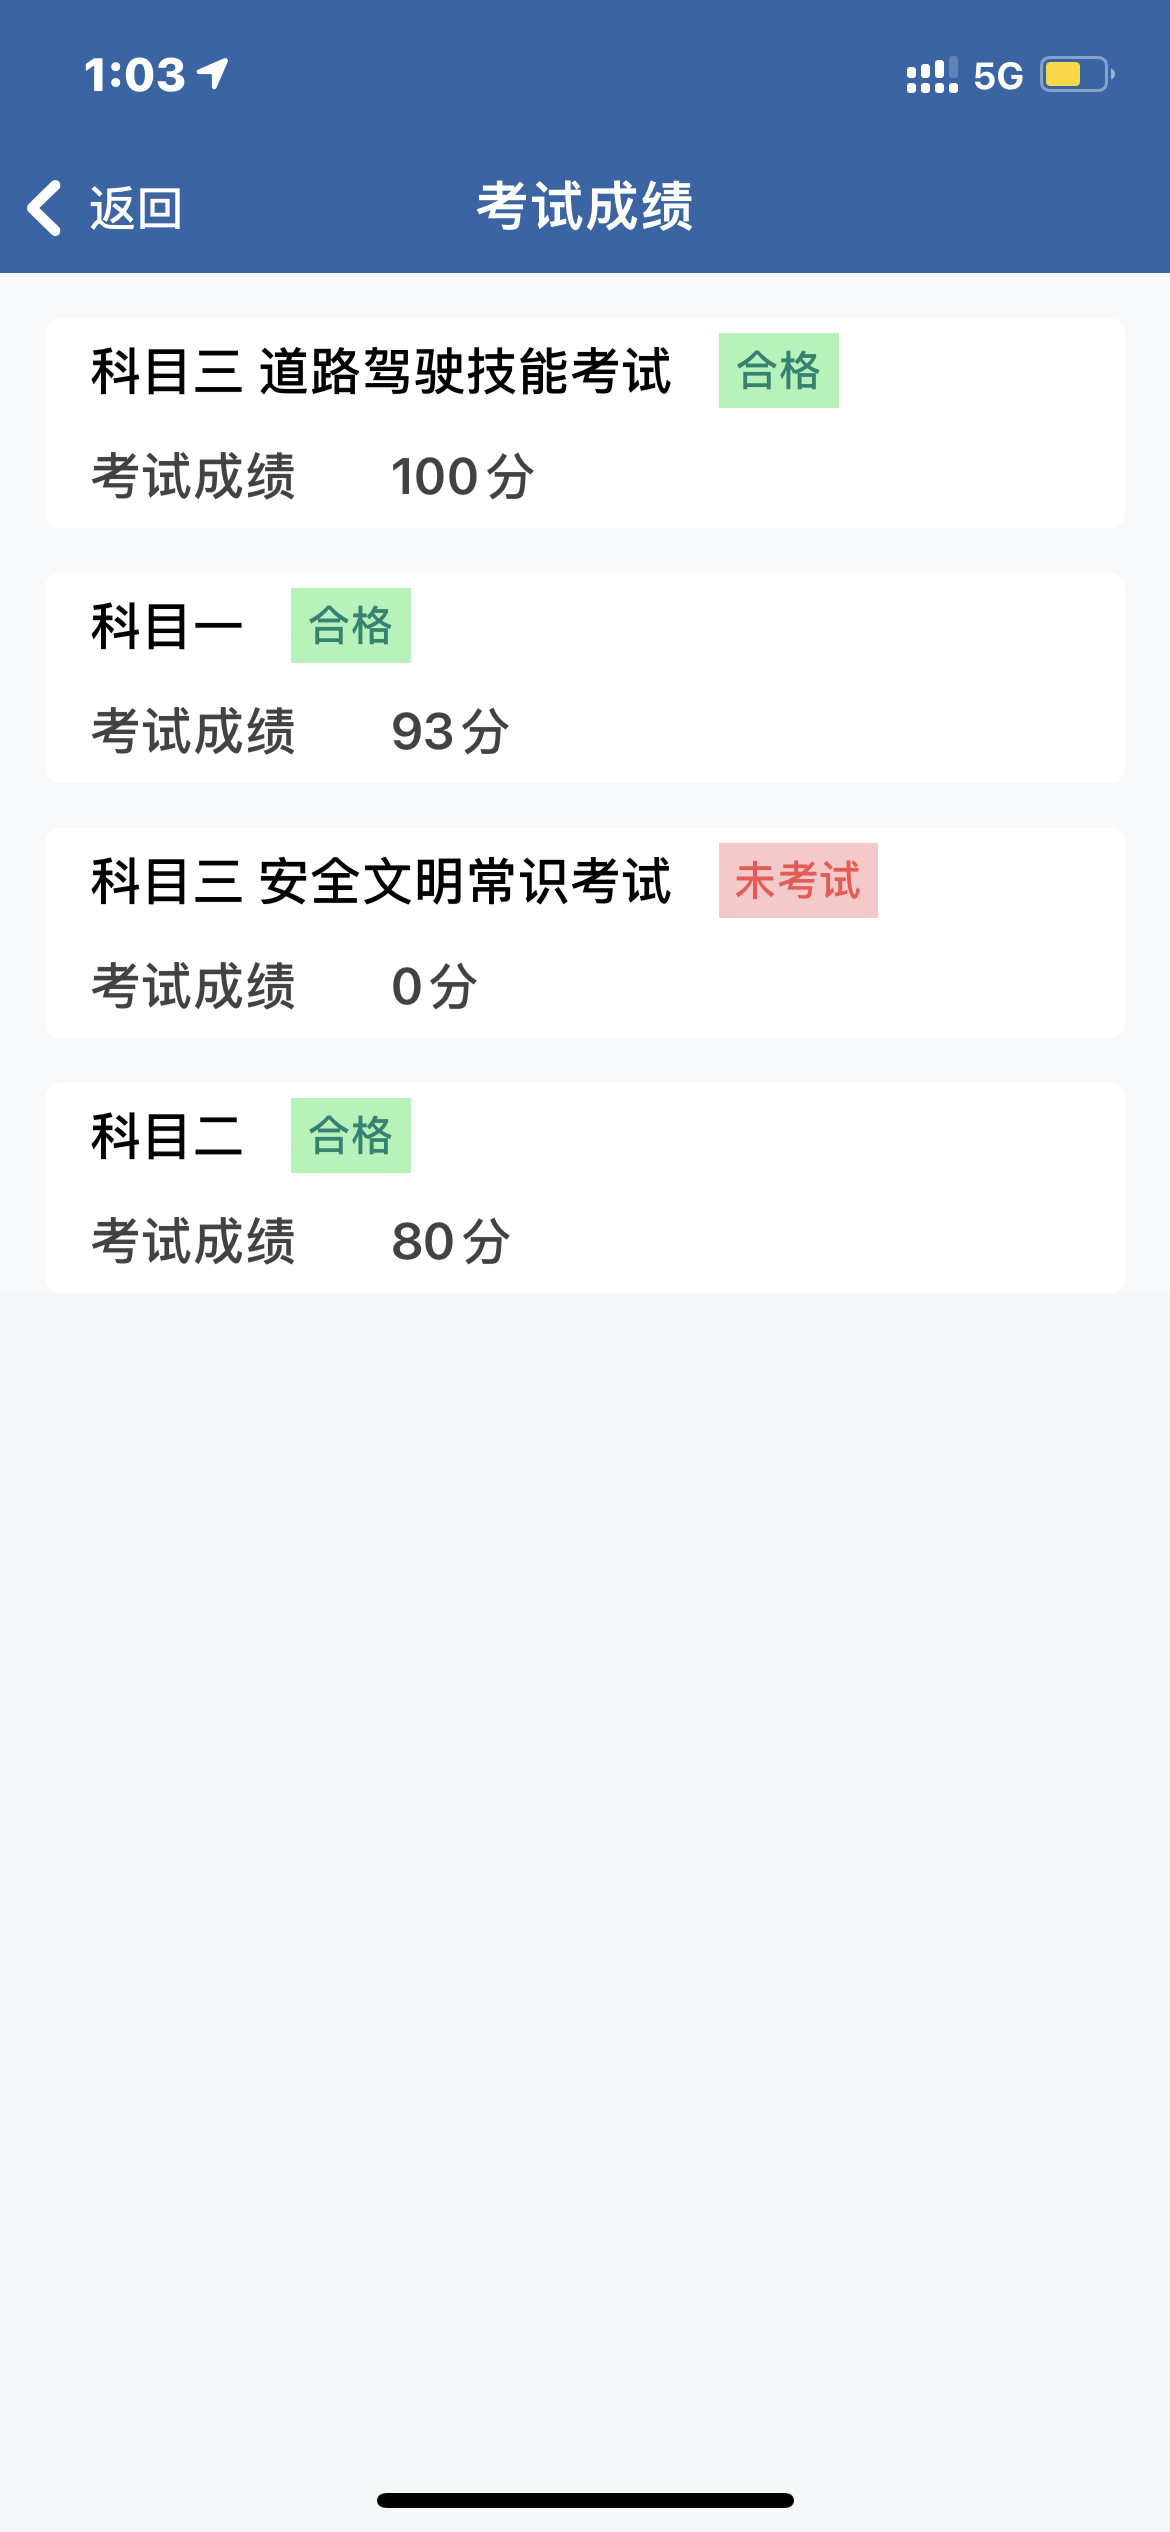 1:03 5G
返回 考试成绩
科目三 道路驾驶技能考试 合格
考试成绩 100分
科目一 合格
考试成绩 93分
科目三 安全文明常识考试 未考试
考试成绩 0分
科目二 合格
考试成绩 80分